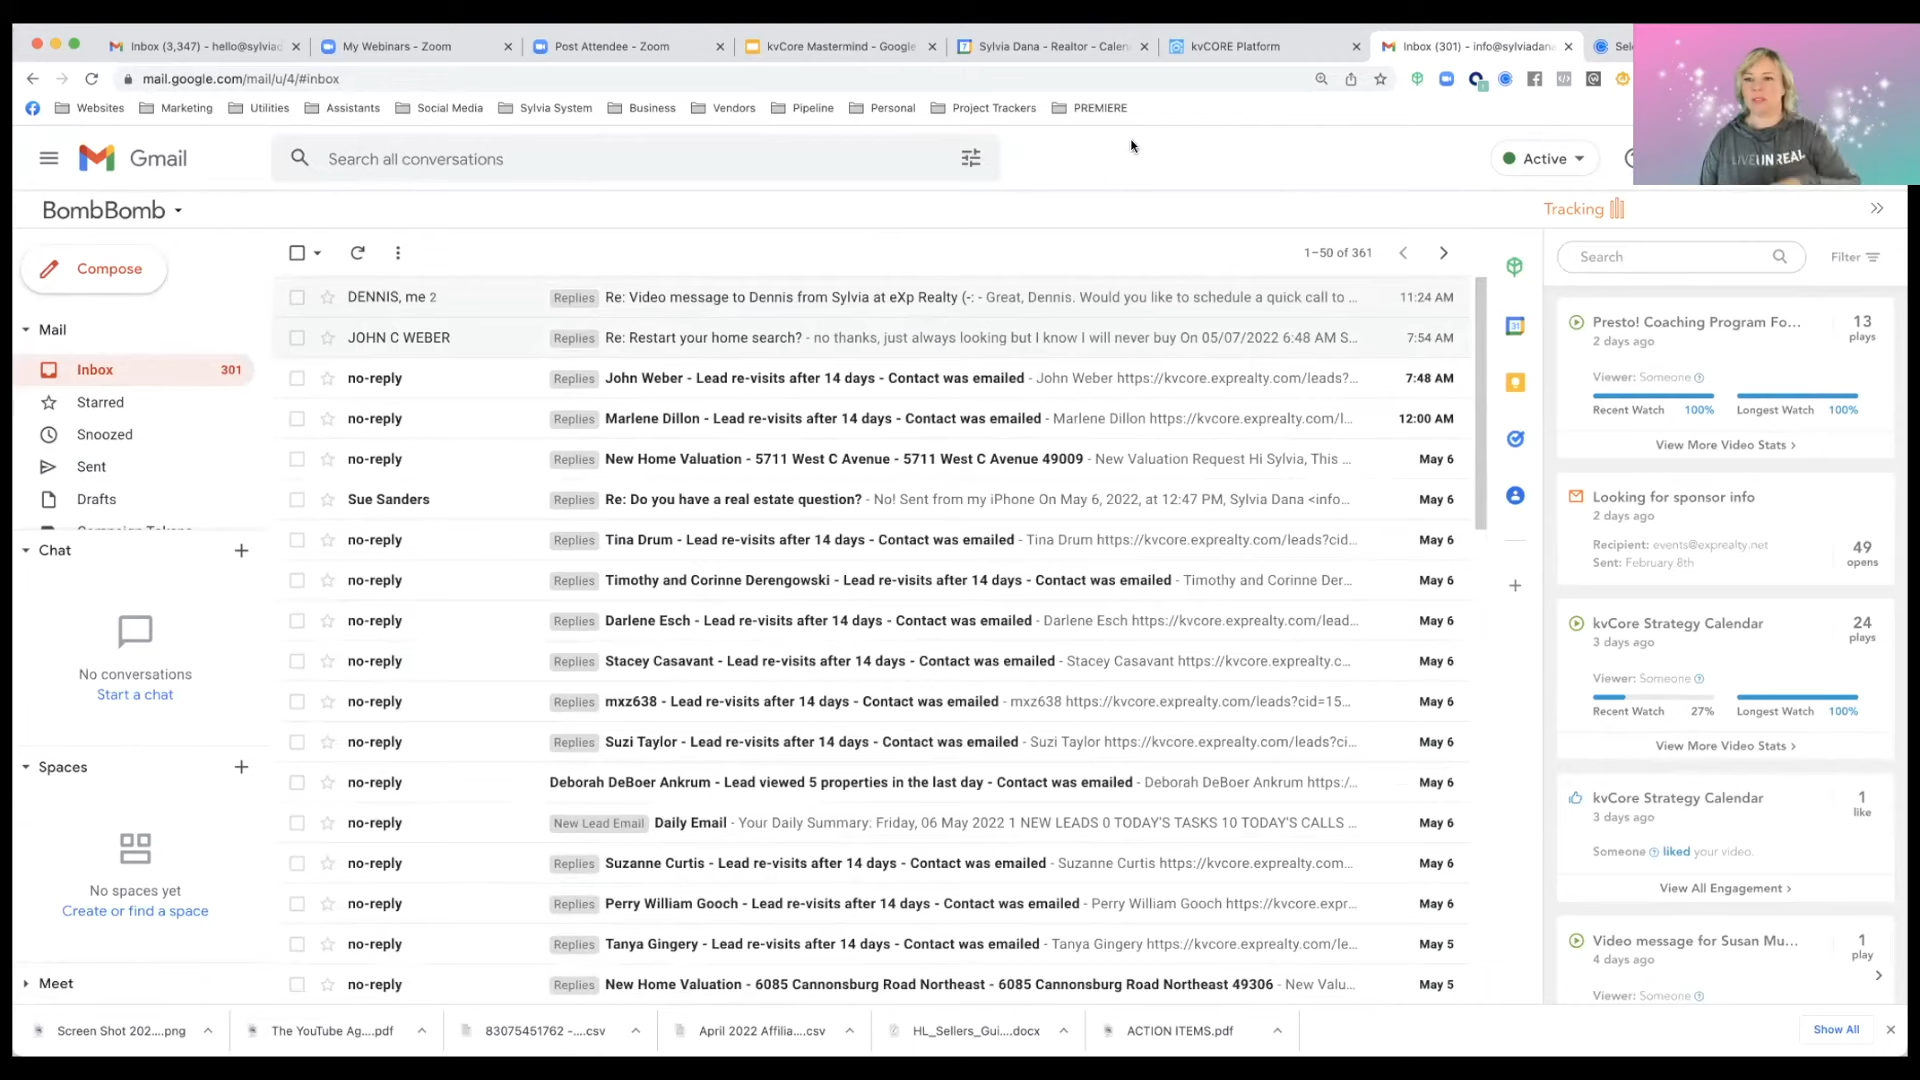 Inbox (3,347) - hello@sylviac
My Webinars - Zoom
Post Attendee - Zoom
kvCore Mastermind - Google
Sylvia Dana - Realtor - Calen
kvCORE Platform
Inbox (301) - info@sylviadana
Sele
mail.google.com/mail/u/4/#inbox
Websites
Marketing
Utilities
Assistants
Social Media
Sylvia System
Business
Vendors
Pipeline
Personal
Project Trackers
PREMIERE
LIVEUNREAL
Gmail
Search all conversations
Active
BombBomb
Tracking
Compose
1–50 of 361
Search
Filter
Mail
Inbox 301
Starred
Snoozed
Sent
Drafts
Campaign Tokens
Chat
No conversations
Start a chat
Spaces
No spaces yet
Create or find a space
Meet
DENNIS, me 2 Replies Re: Video message to Dennis from Sylvia at eXp Realty (-: - Great, Dennis. Would you like to schedule a quick call to ... 11:24 AM
JOHN C WEBER Replies Re: Restart your home search? - no thanks, just always looking but I know I will never buy On 05/07/2022 6:48 AM S... 7:54 AM
no-reply Replies John Weber - Lead re-visits after 14 days - Contact was emailed - John Weber https://kvcore.exprealty.com/leads?... 7:48 AM
no-reply Replies Marlene Dillon - Lead re-visits after 14 days - Contact was emailed - Marlene Dillon https://kvcore.exprealty.com/l... 12:00 AM
no-reply Replies New Home Valuation - 5711 West C Avenue - 5711 West C Avenue 49009 - New Valuation Request Hi Sylvia, This ... May 6
Sue Sanders Replies Re: Do you have a real estate question? - No! Sent from my iPhone On May 6, 2022, at 12:47 PM, Sylvia Dana <info... May 6
no-reply Replies Tina Drum - Lead re-visits after 14 days - Contact was emailed - Tina Drum https://kvcore.exprealty.com/leads?cid... May 6
no-reply Replies Timothy and Corinne Derengowski - Lead re-visits after 14 days - Contact was emailed - Timothy and Corinne Der... May 6
no-reply Replies Darlene Esch - Lead re-visits after 14 days - Contact was emailed - Darlene Esch https://kvcore.exprealty.com/lead... May 6
no-reply Replies Stacey Casavant - Lead re-visits after 14 days - Contact was emailed - Stacey Casavant https://kvcore.exprealty.c... May 6
no-reply Replies mxz638 - Lead re-visits after 14 days - Contact was emailed - mxz638 https://kvcore.exprealty.com/leads?cid=15... May 6
no-reply Replies Suzi Taylor - Lead re-visits after 14 days - Contact was emailed - Suzi Taylor https://kvcore.exprealty.com/leads?ci... May 6
no-reply Deborah DeBoer Ankrum - Lead viewed 5 properties in the last day - Contact was emailed - Deborah DeBoer Ankrum https:/... May 6
no-reply New Lead Email Daily Email - Your Daily Summary: Friday, 06 May 2022 1 NEW LEADS 0 TODAY'S TASKS 10 TODAY'S CALLS ... May 6
no-reply Replies Suzanne Curtis - Lead re-visits after 14 days - Contact was emailed - Suzanne Curtis https://kvcore.exprealty.com... May 6
no-reply Replies Perry William Gooch - Lead re-visits after 14 days - Contact was emailed - Perry William Gooch https://kvcore.expr... May 6
no-reply Replies Tanya Gingery - Lead re-visits after 14 days - Contact was emailed - Tanya Gingery https://kvcore.exprealty.com/le... May 5
no-reply Replies New Home Valuation - 6085 Cannonsburg Road Northeast - 6085 Cannonsburg Road Northeast 49306 - New Valu... May 5
31
Presto! Coaching Program Fo... 13
2 days ago plays
Viewer: Someone
Recent Watch 100% Longest Watch 100%
View More Video Stats >
Looking for sponsor info
2 days ago
Recipient: events@exprealty.net 49
Sent: February 8th opens
kvCore Strategy Calendar 24
3 days ago plays
Viewer: Someone
Recent Watch 27% Longest Watch 100%
View More Video Stats >
kvCore Strategy Calendar 1
3 days ago like
Someone liked your video.
View All Engagement >
Video message for Susan Mu... 1
4 days ago play
Viewer: Someone
Screen Shot 202....png
The YouTube Ag....pdf
83075451762 -....csv
April 2022 Affilia....csv
HL_Sellers_Gui....docx
ACTION ITEMS.pdf
Show All